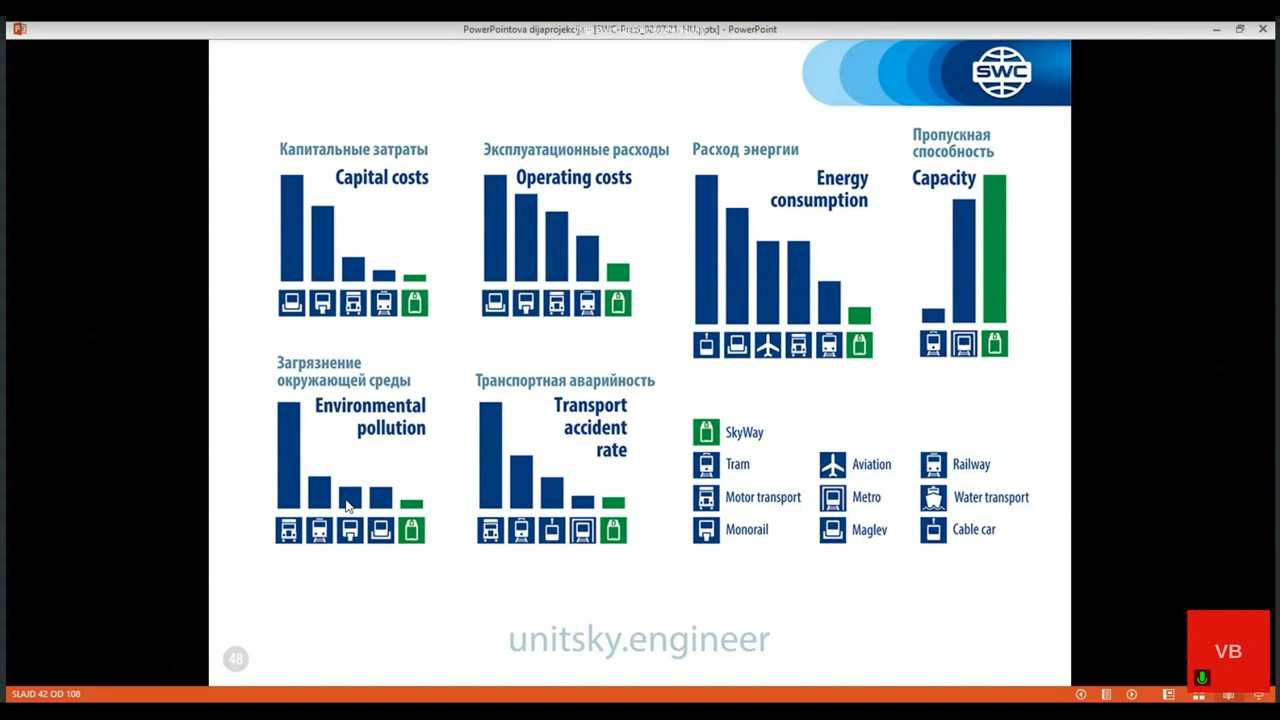 PowerPointova dijaprojekcija - [SWC-Prezi_02.07.21_HU.pptx] - PowerPoint
SWC
Капитальные затраты
Capital costs
Эксплуатационные расходы
Operating costs
Расход энергии
Energy
consumption
Пропускная
способность
Capacity
Загрязнение
окружающей среды
Environmental
pollution
Транспортная аварийность
Transport
accident
rate
SkyWay
Tram
Aviation
Railway
Motor transport
Metro
Water transport
Monorail
Maglev
Cable car
unitsky.engineer
48
VB
SLAJD 42 OD 108